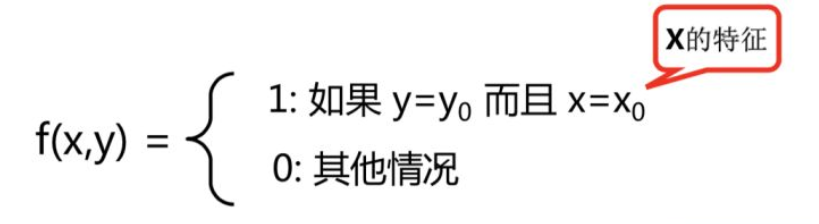 X的特征
f(x,y) = { 1: 如果 y=y₀ 而且 x=x₀
0: 其他情况